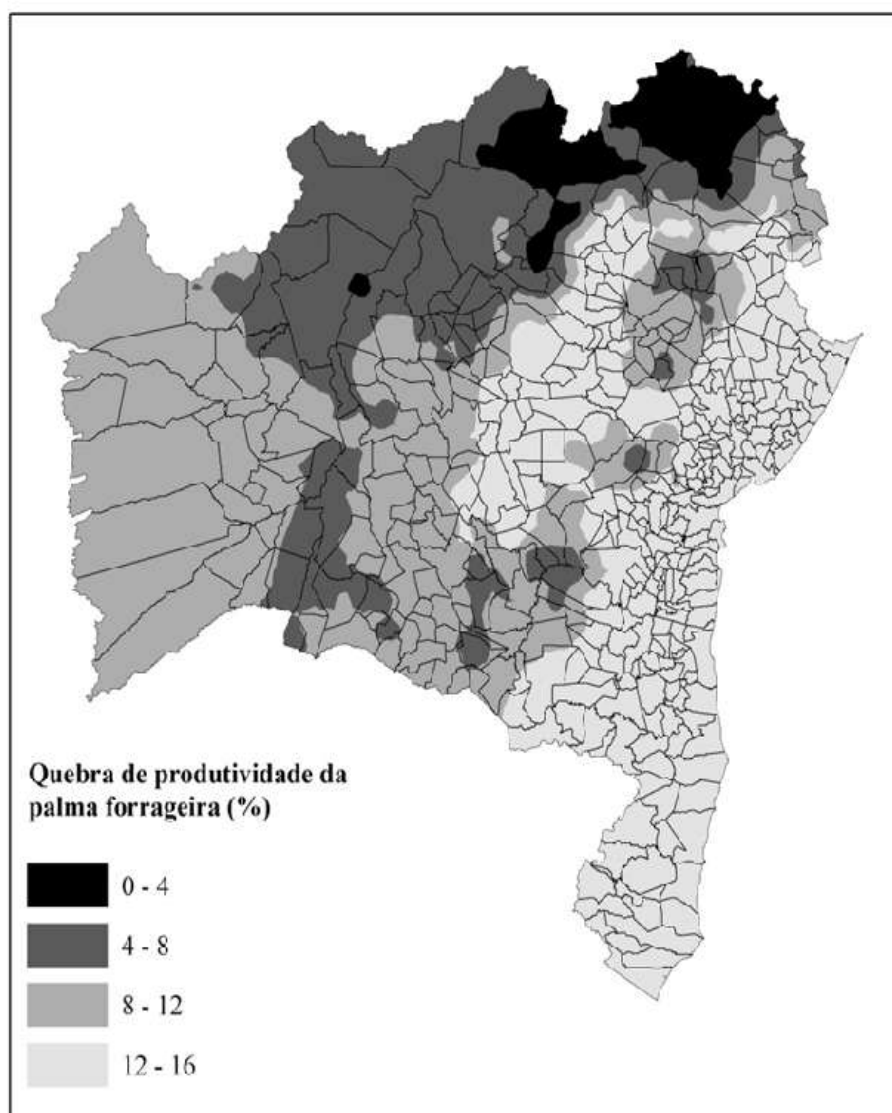 Quebra de produtividade da
palma forrageira (%)
0 - 4
4 - 8
8 - 12
12 - 16